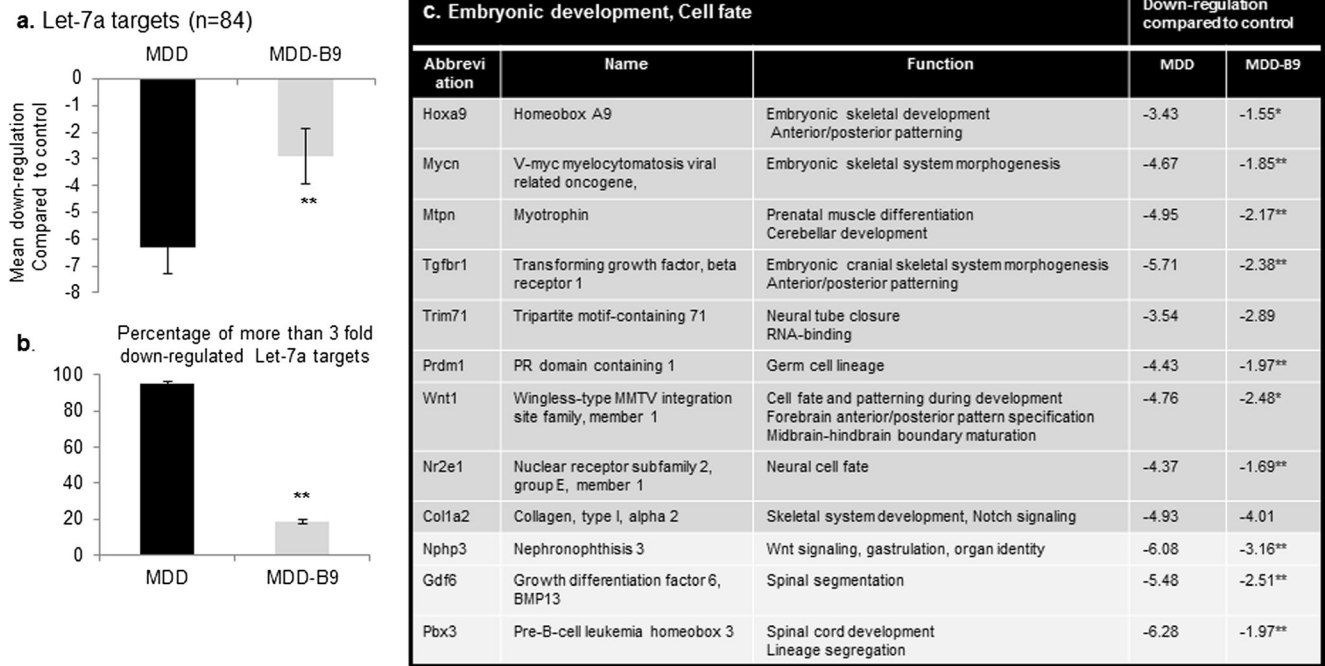 a. Let-7a targets (n=84)
MDD MDD-B9
0
-1
-2
-3
-4
-5
-6
-7
-8
Mean down-regulation
Compared to control
**
b.
Percentage of more than 3 fold
down-regulated Let-7a targets
100
80
60
40
20
0
**
MDD MDD-B9
c. Embryonic development, Cell fate
Down-regulation
compared to control
Abbrevi
ation
Name Function MDD MDD-B9
Hoxa9 Homeobox A9 Embryonic skeletal development -3.43 -1.55*
Anterior/posterior patterning
Mycn V-myc myelocytomatosis viral Embryonic skeletal system morphogenesis -4.67 -1.85**
related oncogene,
Mtpn Myotrophin Prenatal muscle differentiation -4.95 -2.17**
Cerebellar development
Tgfbr1 Transforming growth factor, beta Embryonic cranial skeletal system morphogenesis -5.71 -2.38**
receptor 1 Anterior/posterior patterning
Trim71 Tripartite motif-containing 71 Neural tube closure -3.54 -2.89
RNA-binding
Prdm1 PR domain containing 1 Germ cell lineage -4.43 -1.97**
Wnt1 Wingless-type MMTV integration Cell fate and patterning during development -4.76 -2.48*
site family, member 1 Forebrain anterior/posterior pattern specification
Midbrain-hindbrain boundary maturation
Nr2e1 Nuclear receptor subfamily 2, Neural cell fate -4.37 -1.69**
group E, member 1
Col1a2 Collagen, type I, alpha 2 Skeletal system development, Notch signaling -4.93 -4.01
Nphp3 Nephronophthisis 3 Wnt signaling, gastrulation, organ identity -6.08 -3.16**
Gdf6 Growth differentiation factor 6, Spinal segmentation -5.48 -2.51**
BMP13
Pbx3 Pre-B-cell leukemia homeobox 3 Spinal cord development -6.28 -1.97**
Lineage segregation